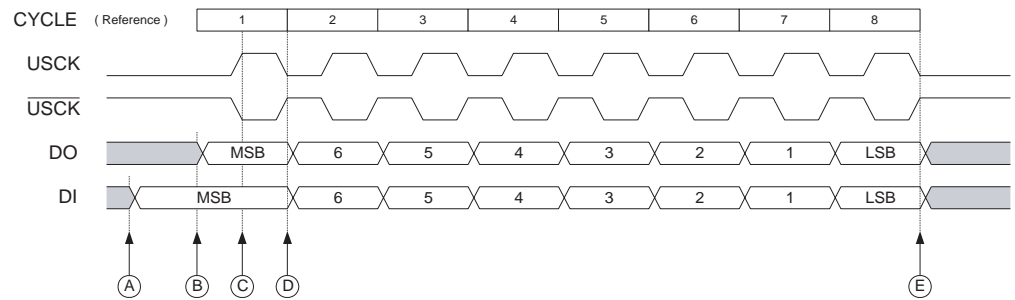 CYCLE ( Reference ) 1 2 3 4 5 6 7 8
USCK
USCK
DO MSB 6 5 4 3 2 1 LSB
DI MSB 6 5 4 3 2 1 LSB
A B C D E